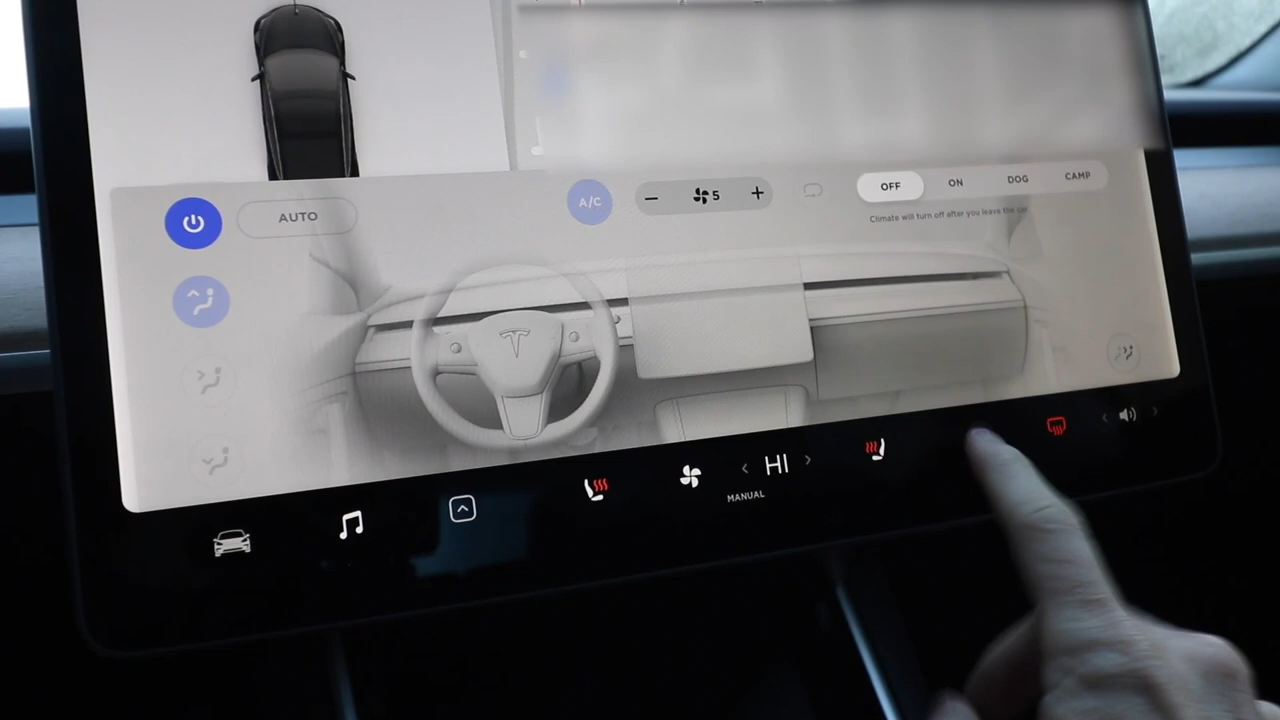 AUTO
A/C
5
OFF ON DOG CAMP
Climate will turn off after you leave the car
HI
MANUAL